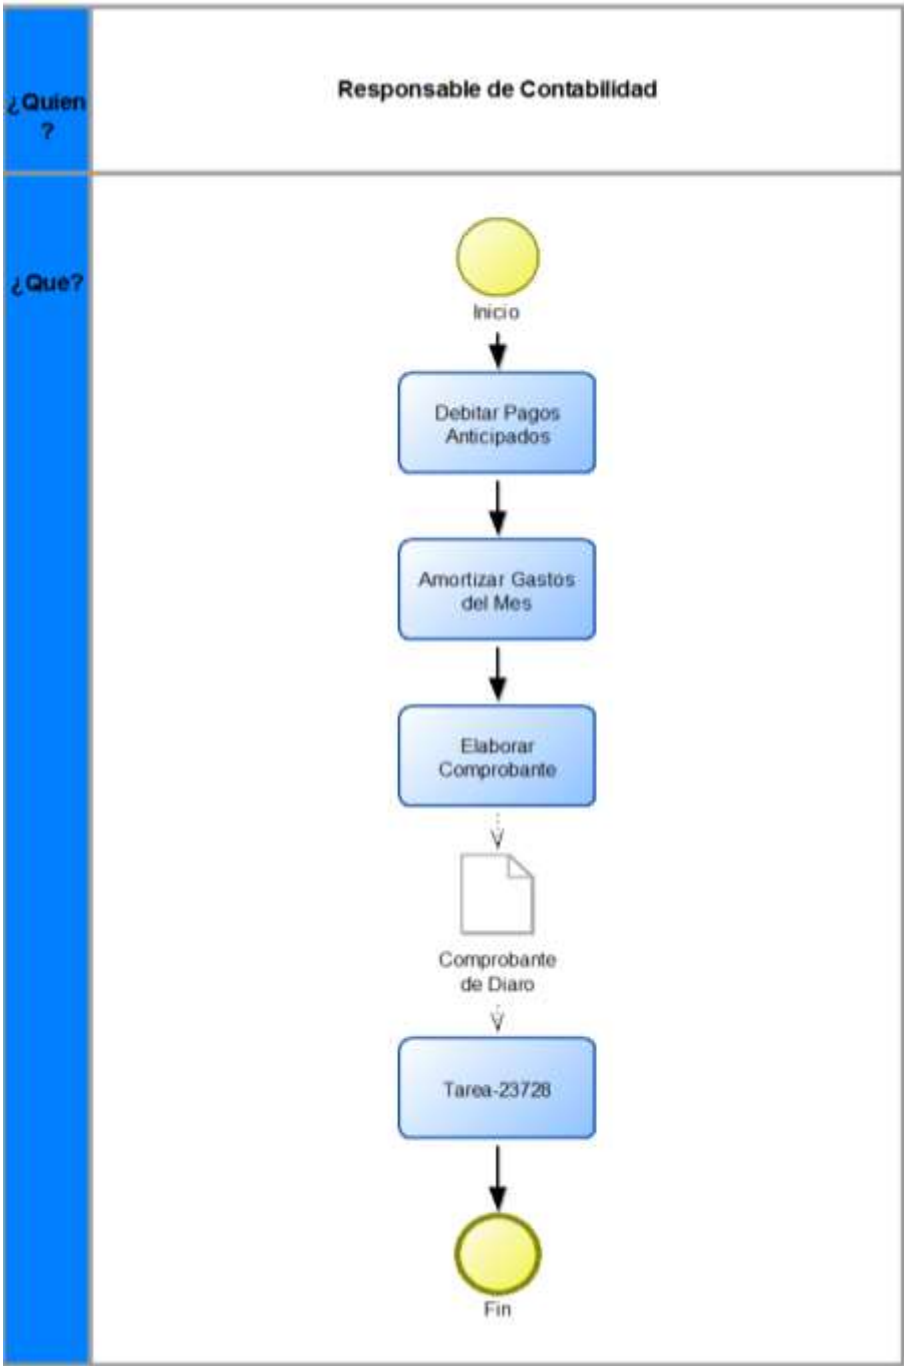 ¿Quien
?
Responsable de Contabilidad
¿Que?
Inicio
Debitar Pagos
Anticipados
Amortizar Gastos
del Mes
Elaborar
Comprobante
Comprobante
de Diaro
Tarea-23728
Fin